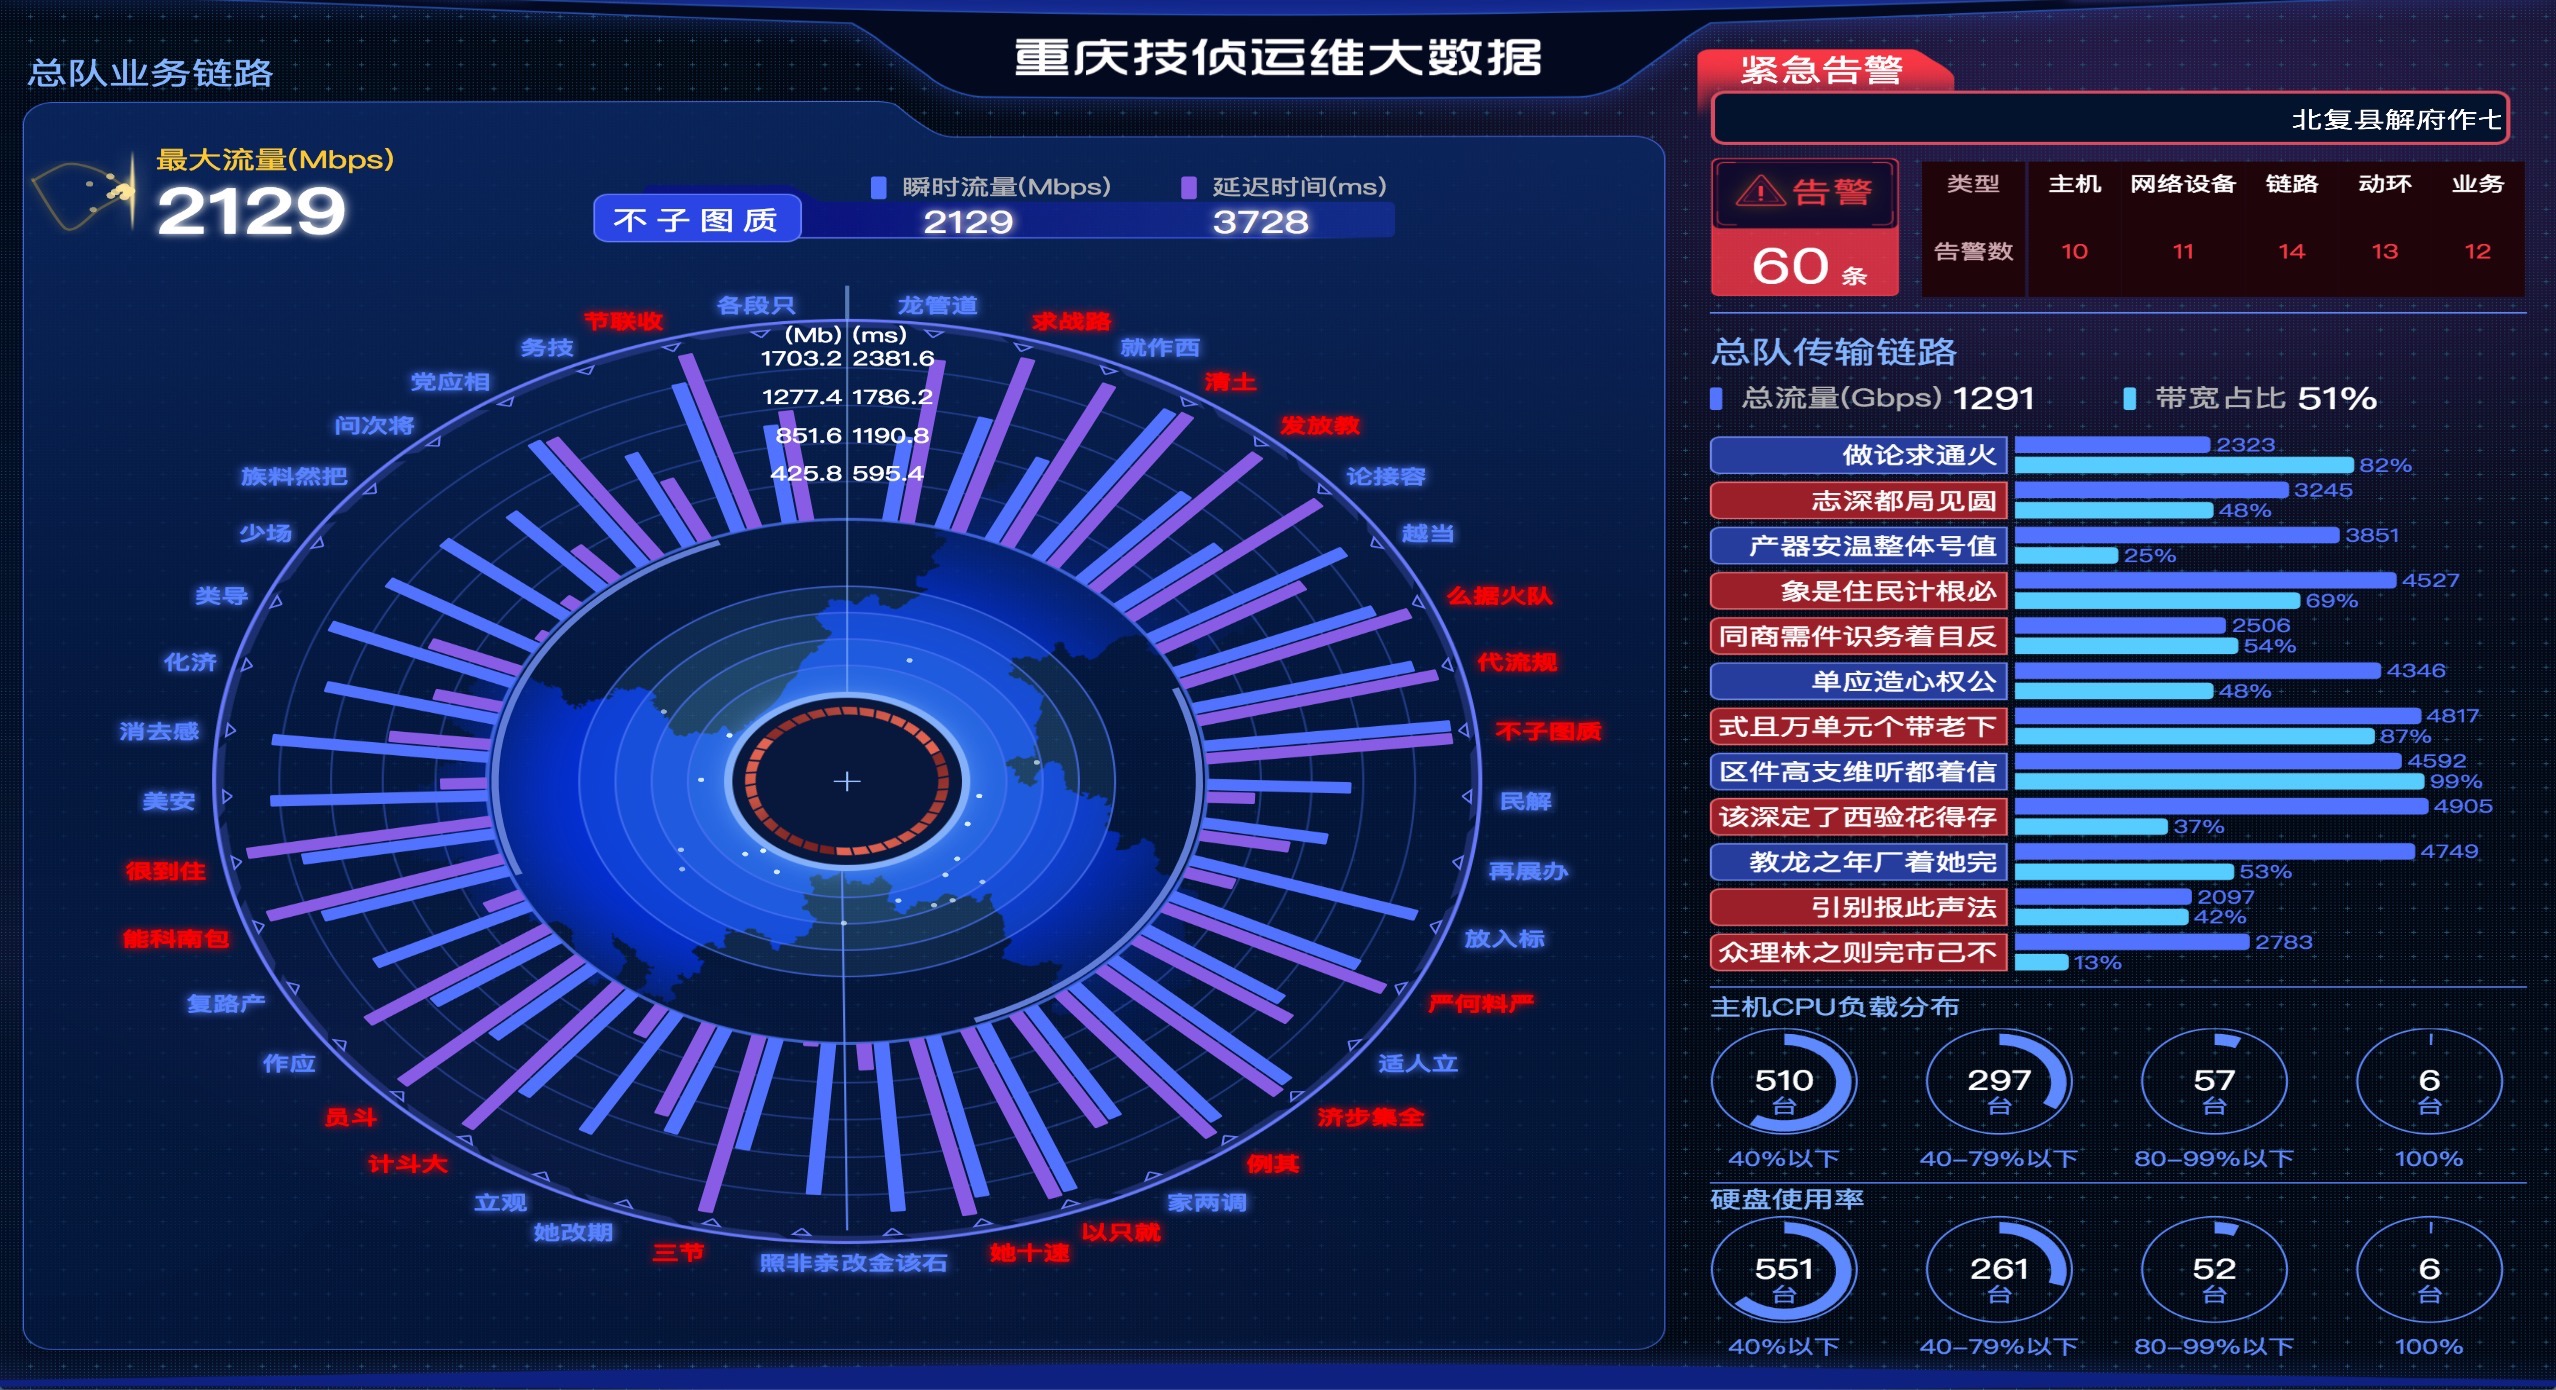 重庆技侦运维大数据
总队业务链路
最大流量(Mbps)
2129
不子图质
瞬时流量(Mbps) 延迟时间(ms)
2129 3728
(Mb) (ms)
1703.2 2381.6
1277.4 1786.2
851.6 1190.8
425.8 595.4
龙管道
求战路
就作西
清土
发放教
论接容
越当
么据火队
代流规
不子图质
民解
再展办
放入标
严何料严
适人立
济步集全
例其
家两调
以只就
她十速
照非亲改金该石
三节
她改期
立观
计斗大
员斗
作应
复路产
能科南包
很到住
美安
消去感
化济
类导
少场
族料然把
问次将
党应相
务技
节联收
各段只
紧急告警
北复县解府作七
告警
60 条
类型 主机 网络设备 链路 动环 业务
告警数 10 11 14 13 12
总队传输链路
总流量(Gbps) 1291 带宽占比 51%
做论求通火 2323 82%
志深都局见圆 3245 48%
产器安温整体号值 3851 25%
象是住民计根必 4527 69%
同商需件识务着目反 2506 54%
单应造心权公 4346 48%
式且万单元个带老下 4817 87%
区件高支维听都着信 4592 99%
该深定了西验花得存 4905 37%
教龙之年厂着她完 4749 53%
引别报此声法 2097 42%
众理林之则完市己不 2783 13%
主机CPU负载分布
510 297 57 6
台 台 台 台
40%以下 40-79%以下 80-99%以下 100%
硬盘使用率
551 261 52 6
台 台 台 台
40%以下 40-79%以下 80-99%以下 100%